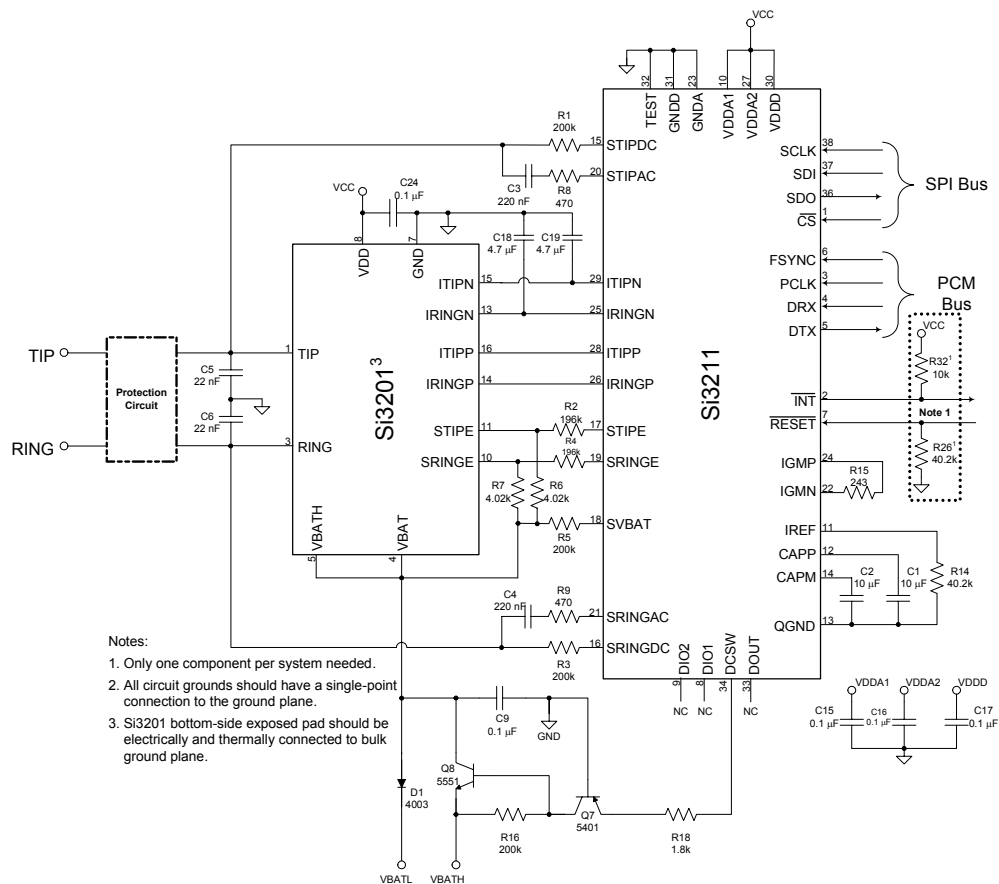 VCC
32
31
23
10
27
30
TEST
GNDD
GNDA
VDDA1
VDDA2
VDDD
R1
200k
15
STIPDC
C3
220 nF
R8
470
20
STIPAC
SCLK
38
SDI
37
SDO
36
CS
1
SPI Bus
VCC
C24
0.1 µF
8
7
VDD
GND
C18
4.7 µF
C19
4.7 µF
FSYNC
6
PCLK
3
DRX
4
DTX
5
PCM
Bus
ITIPN
15
29
ITIPN
IRINGN
13
25
IRINGN
ITIPP
16
28
ITIPP
IRINGP
14
26
IRINGP
VCC
R32¹
10k
INT
2
Note 1
RESET
7
R26¹
40.2k
TIP
Protection
Circuit
RING
C5
22 nF
C6
22 nF
1
TIP
3
RING
Si3201³
Si3211
STIPE
11
R2
196k
17
STIPE
SRINGE
10
R4
196k
19
SRINGE
R7
4.02k
R6
4.02k
18
SVBAT
R5
200k
IGMP
24
R15
243
IGMN
22
IREF
11
CAPP
12
CAPM
14
C2
10 µF
C1
10 µF
R14
40.2k
QGND
13
VBATH
5
VBAT
4
C4
220 nF
R9
470
21
SRINGAC
16
SRINGDC
R3
200k
DIO2
DIO1
DCSW
DOUT
9
8
34
33
NC
NC
NC
Notes:
1. Only one component per system needed.
2. All circuit grounds should have a single-point
connection to the ground plane.
3. Si3201 bottom-side exposed pad should be
electrically and thermally connected to bulk
ground plane.
C9
0.1 µF
GND
VDDA1
VDDA2
VDDD
C15
0.1 µF
C16
0.1 µF
C17
0.1 µF
Q8
5551
D1
4003
R16
200k
Q7
5401
R18
1.8k
VBATL
VBATH